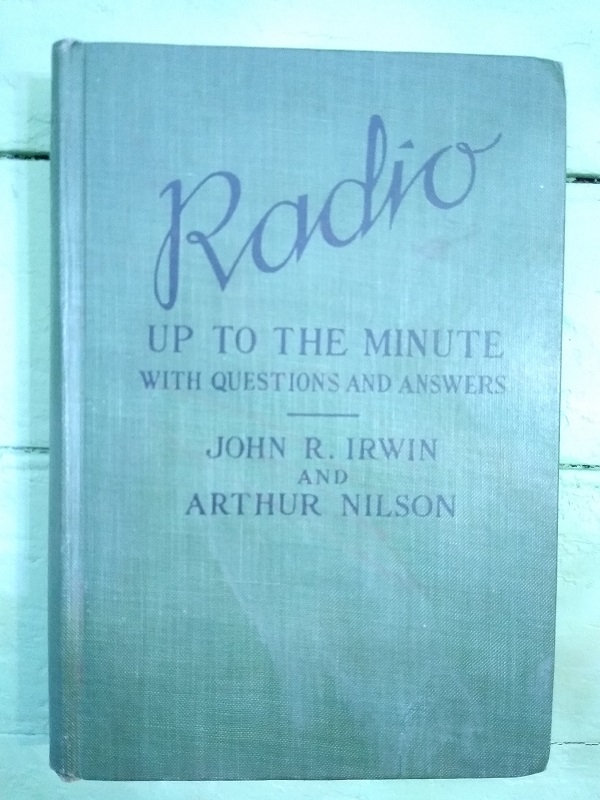 Radio
UP TO THE MINUTE
WITH QUESTIONS AND ANSWERS
JOHN R. IRWIN
AND
ARTHUR NILSON